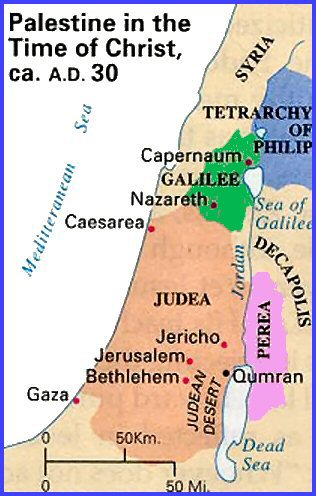 Palestine in the
Time of Christ,
ca. A.D. 30
SYRIA
Mediterranean Sea
TETRARCHY
OF
PHILIP
Capernaum
GALILEE
Nazareth
Sea of
Galilee
Caesarea
DECAPOLIS
Jordan
JUDEA
PEREA
Jericho
Jerusalem
Bethlehem
Qumran
JUDEAN
DESERT
Gaza
Dead
Sea
0 50Km.
0 50 Mi.